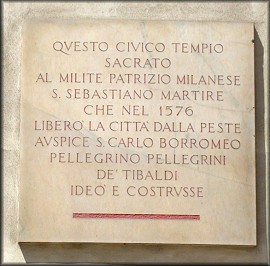 QVESTO CIVICO TEMPIO
SACRATO
AL MILITE PATRIZIO MILANESE
S. SEBASTIANO MARTIRE
CHE NEL 1576
LIBERO' LA CITTA' DALLA PESTE
AVSPICE S. CARLO BORROMEO
PELLEGRINO PELLEGRINI
DE' TIBALDI
IDEO' E COSTRVSSE